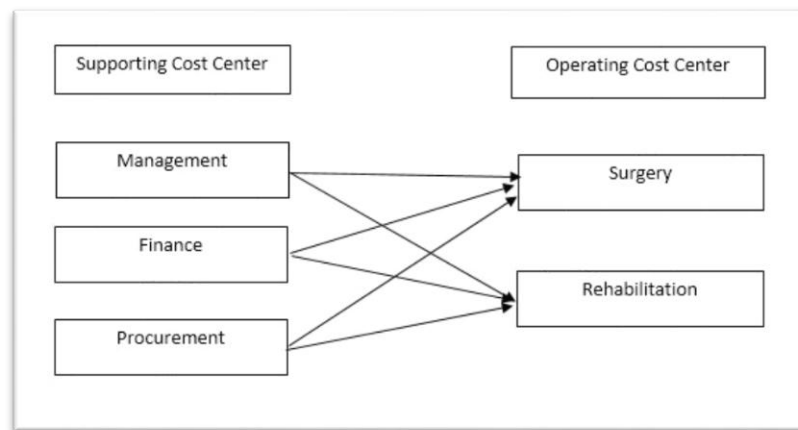 Supporting Cost Center
Operating Cost Center
Management
Surgery
Finance
Rehabilitation
Procurement